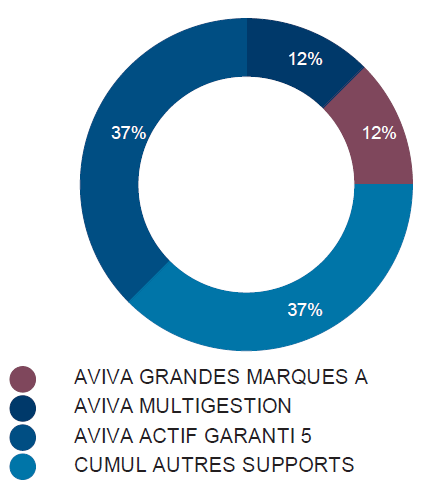 12%
37%
12%
37%
AVIVA GRANDES MARQUES A
AVIVA MULTIGESTION
AVIVA ACTIF GARANTI 5
CUMUL AUTRES SUPPORTS